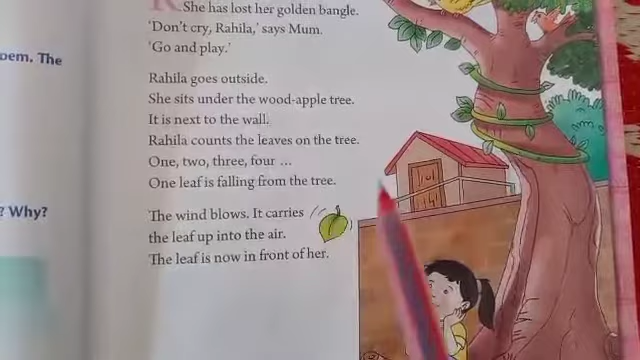 She has lost her golden bangle.
'Don't cry, Rahila,' says Mum.
'Go and play.'
Rahila goes outside.
She sits under the wood-apple tree.
It is next to the wall.
Rahila counts the leaves on the tree.
One, two, three, four ...
One leaf is falling from the tree.
The wind blows. It carries
the leaf up into the air.
The leaf is now in front of her.
The
? Why?